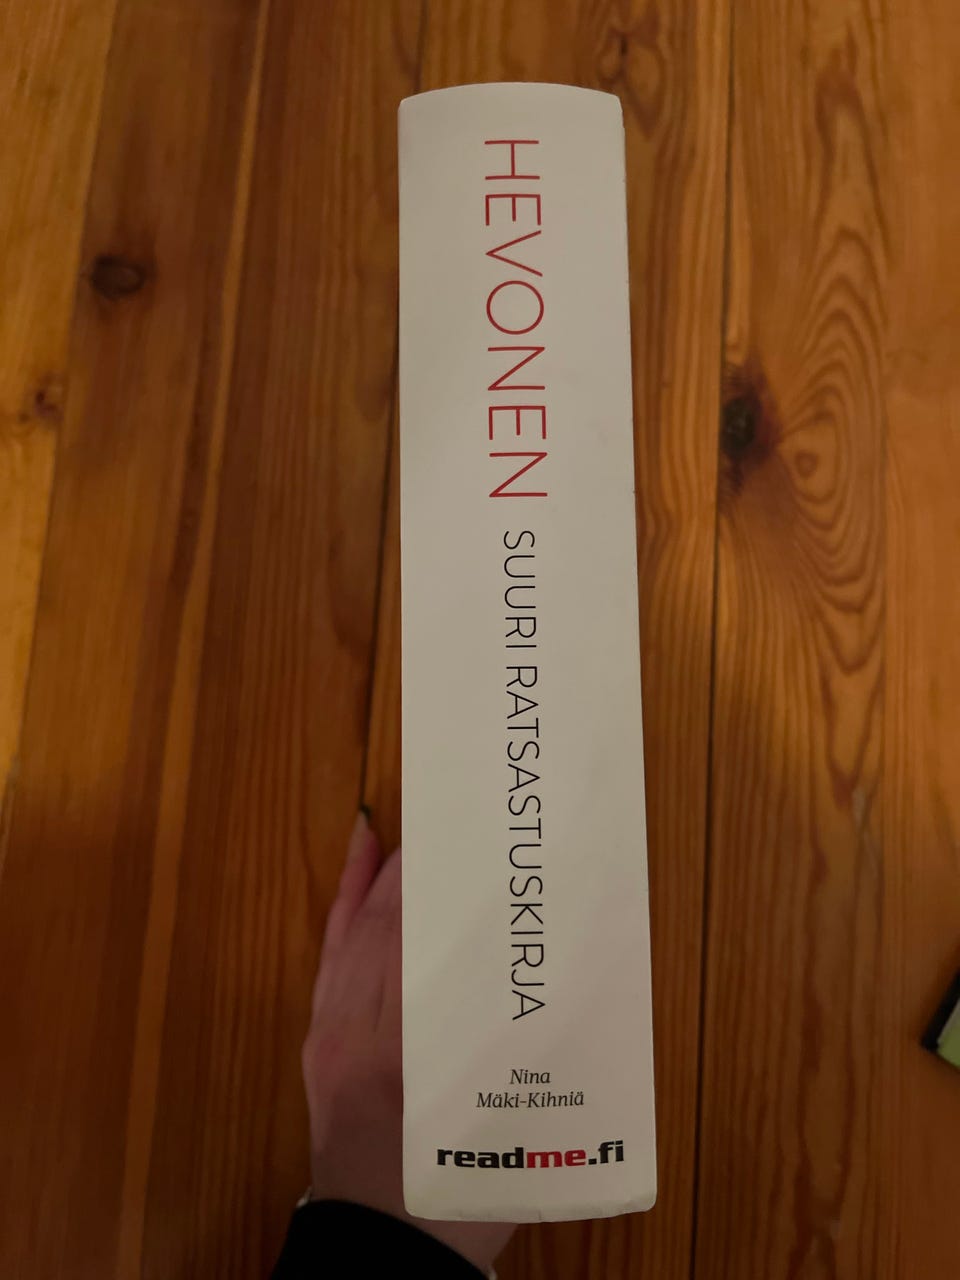 HEVONEN SUURI RATSASTUSKIRJA
Nina
Mäki-Kihniä
readme.fi